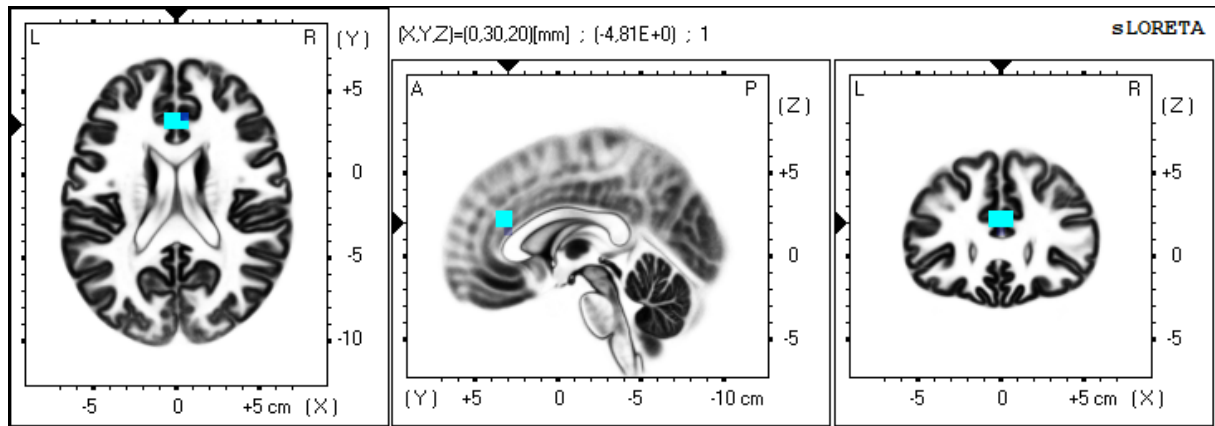 (X,Y,Z)=(0,30,20)[mm] ; (-4,81E+0) ; 1
sLORETA
L R (Y)
+5
0
-5
-10
-5 0 +5 cm (X)
A P (Z)
+5
0
-5
(Y) +5 0 -5 -10 cm
L R (Z)
+5
0
-5
-5 0 +5 cm (X)